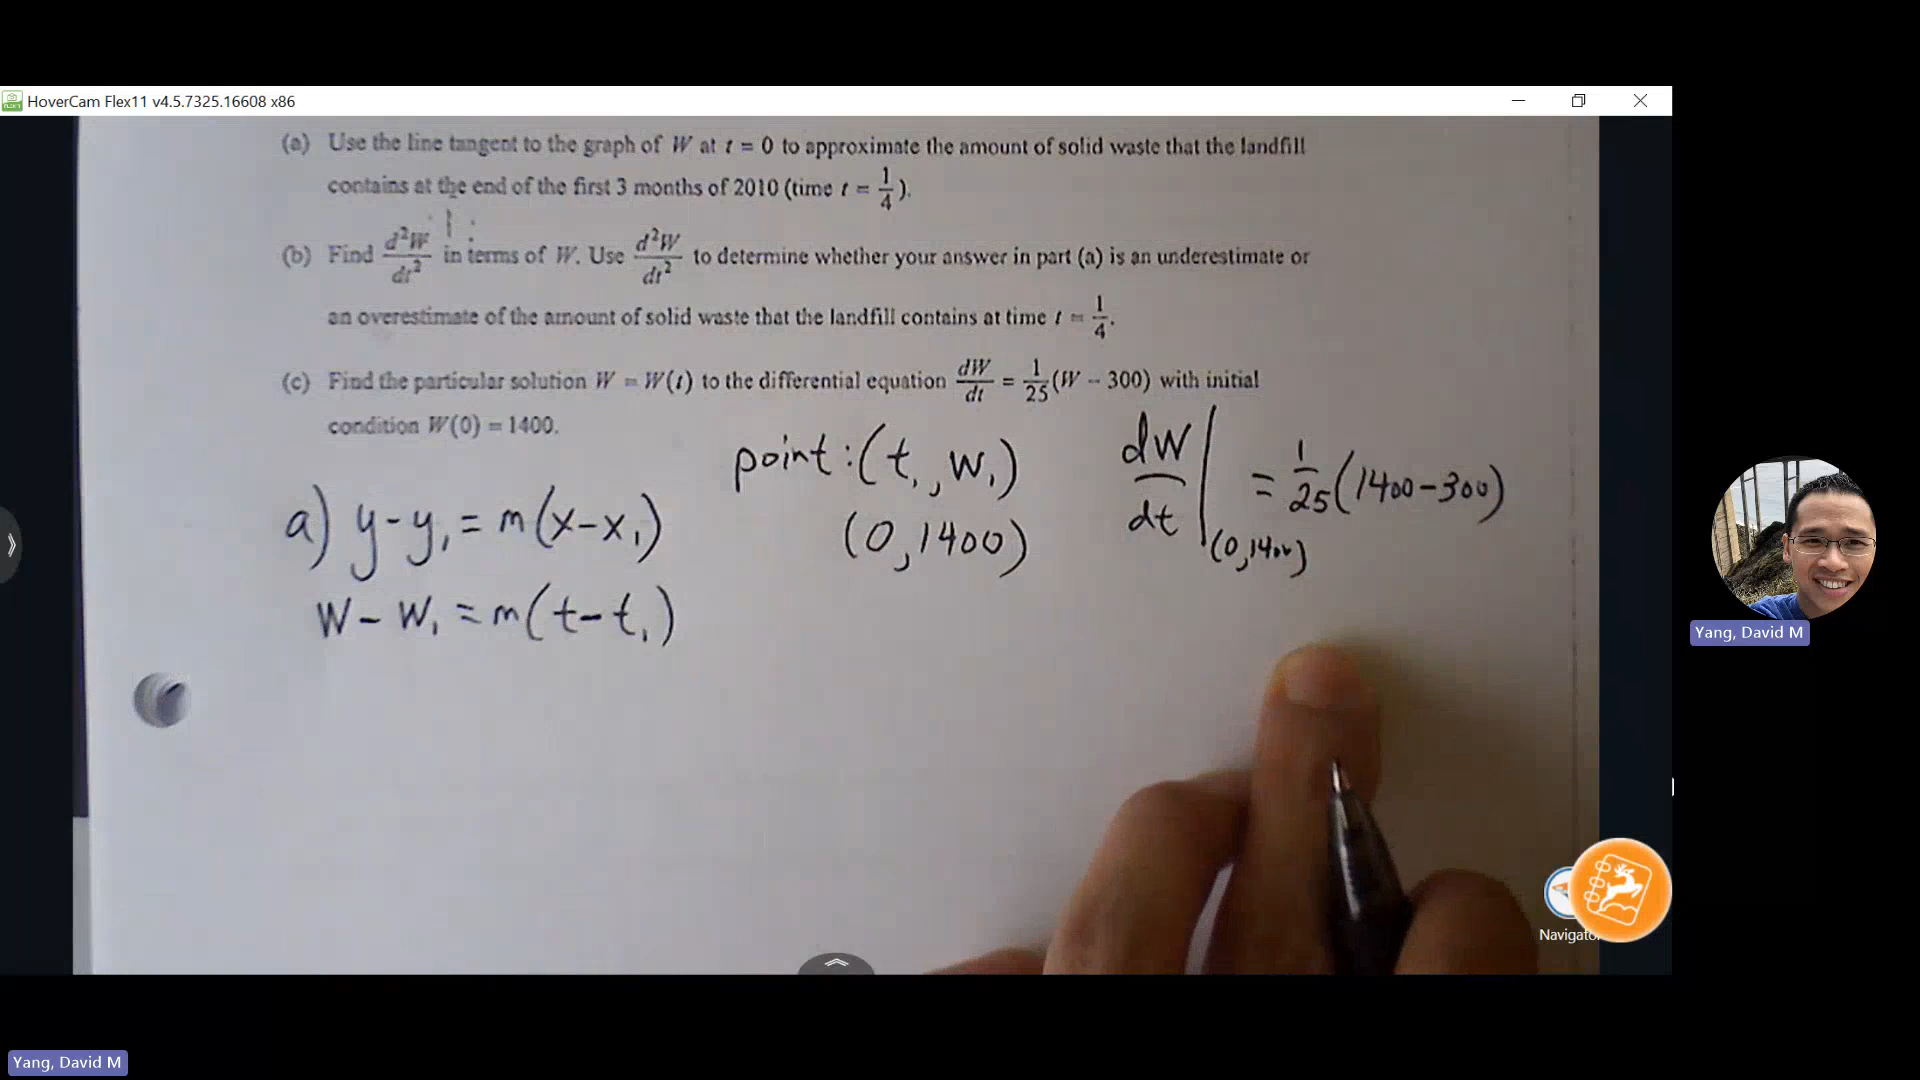 HoverCam Flex11 v4.5.7325.16608 x86
(a) Use the line tangent to the graph of W at t = 0 to approximate the amount of solid waste that the landfill
contains at the end of the first 3 months of 2010 (time t = 1/4).
(b) Find d²W/dt² in terms of W. Use d²W/dt² to determine whether your answer in part (a) is an underestimate or
an overestimate of the amount of solid waste that the landfill contains at time t = 1/4.
(c) Find the particular solution W = W(t) to the differential equation dW/dt = 1/25(W − 300) with initial
condition W(0) = 1400.
a) y-y₁ = m(x-x₁)
W-W₁ = m(t-t₁)
point: (t₁, W₁)
(0, 1400)
dW/dt |(0,1400) = 1/25(1400-300)
Yang, David M
Yang, David M